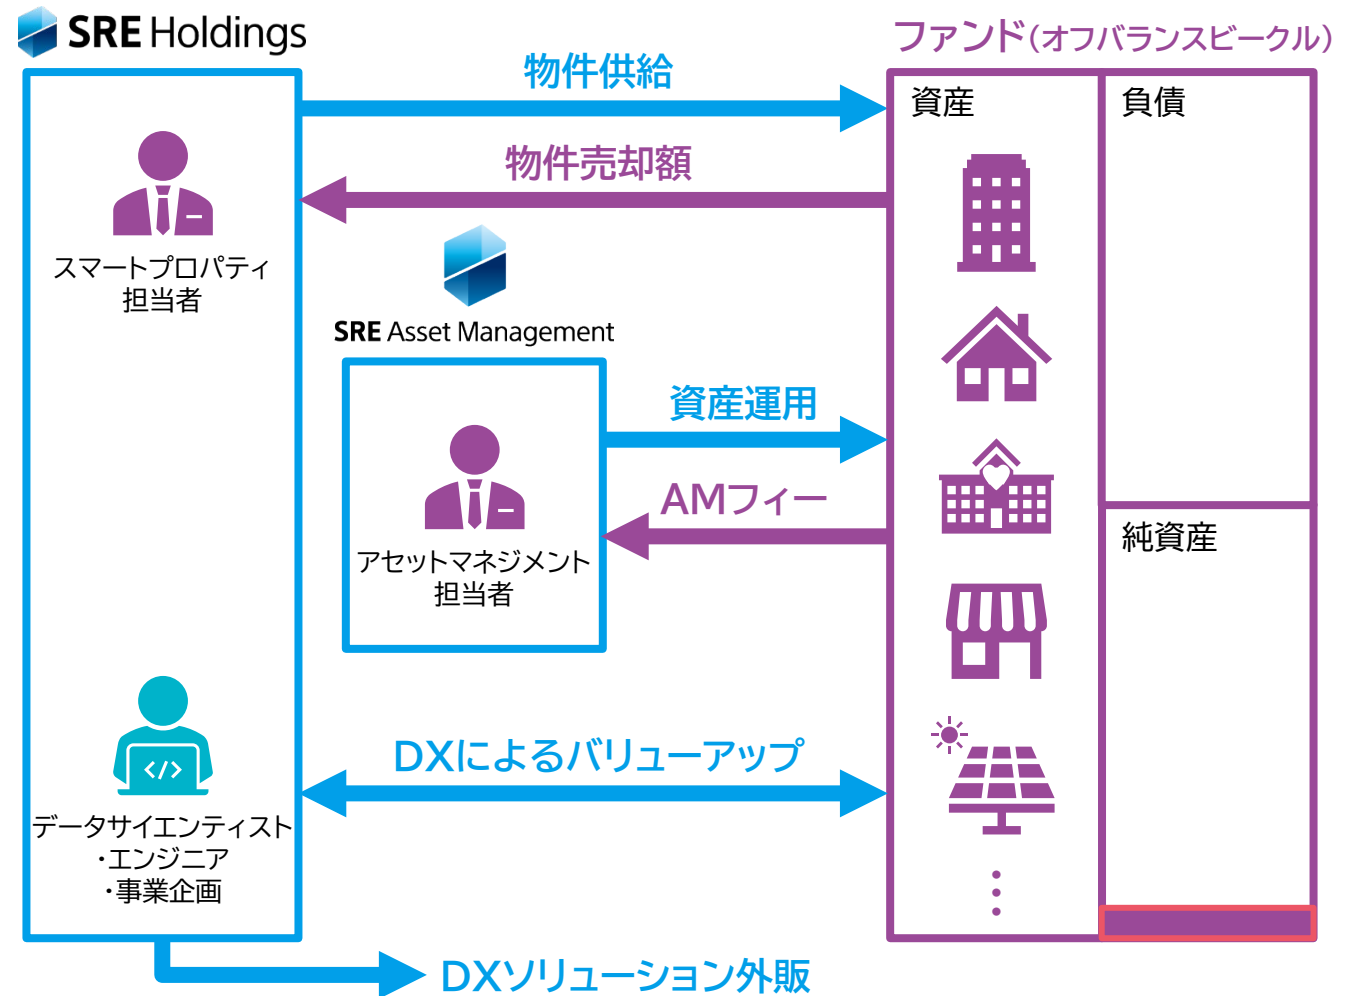 SRE Holdings
ファンド(オフバランスビークル)
物件供給
資産
負債
物件売却額
スマートプロパティ
担当者
SRE Asset Management
資産運用
AMフィー
アセットマネジメント
担当者
純資産
DXによるバリューアップ
</>
データサイエンティスト
・エンジニア
・事業企画
DXソリューション外販